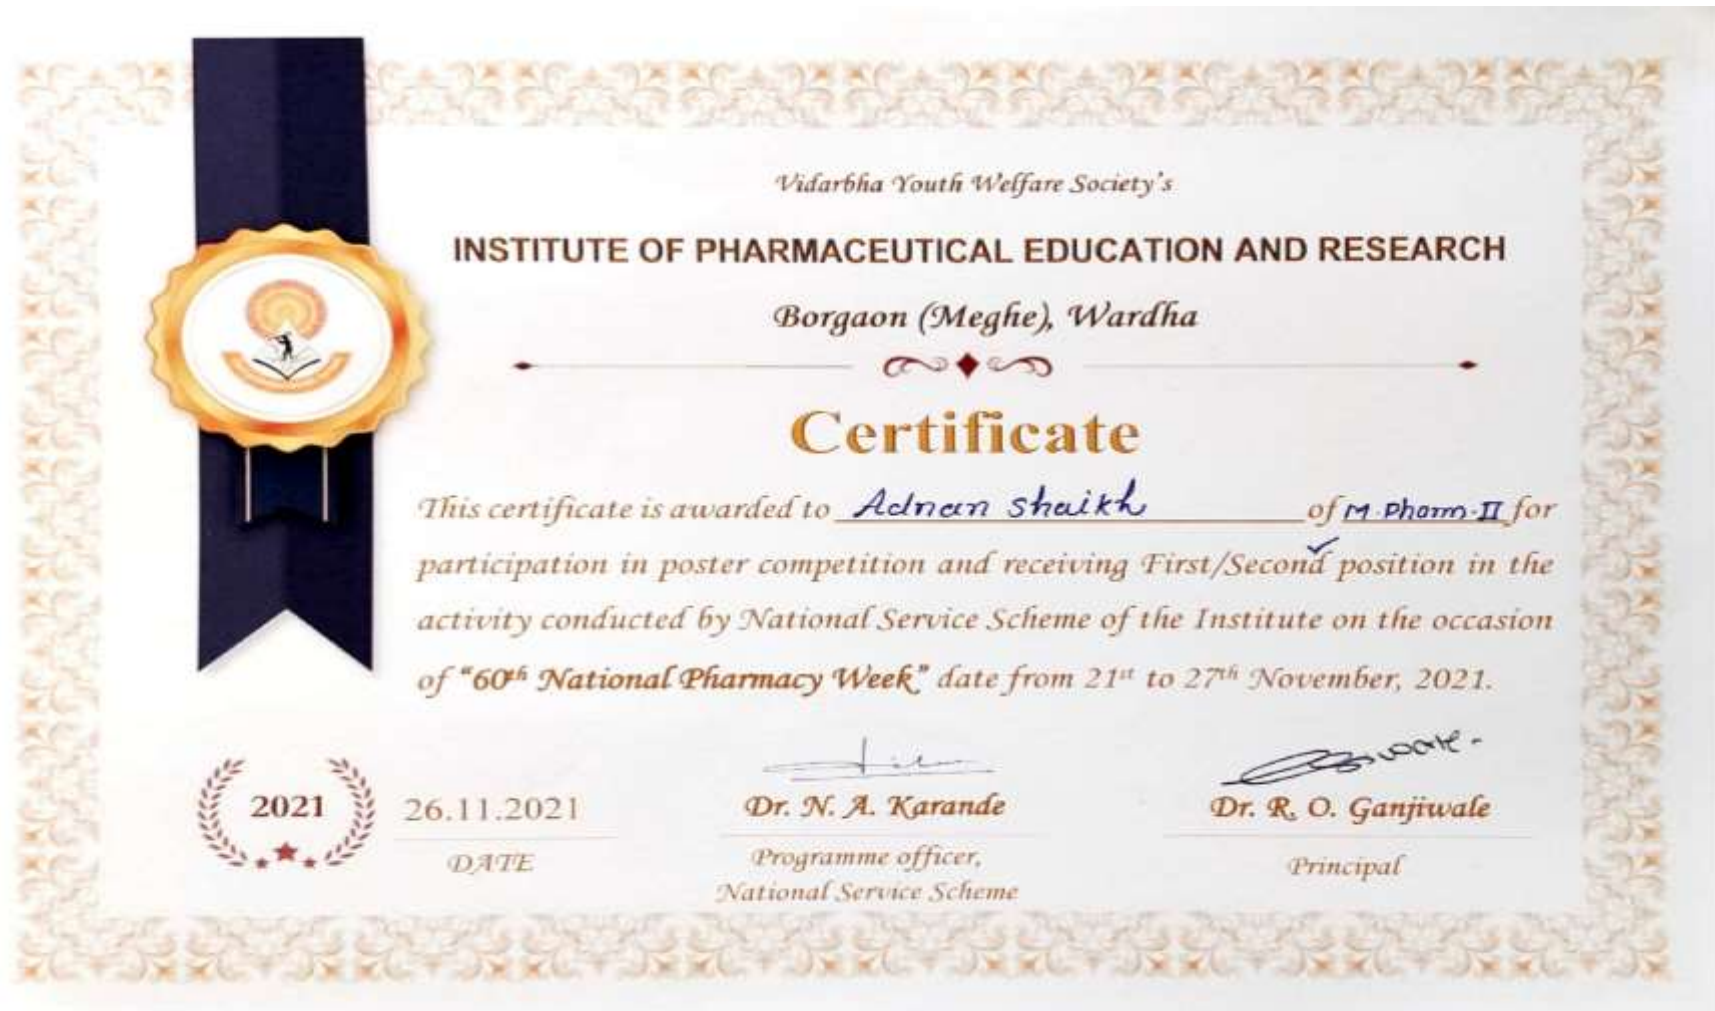 Vidarbha Youth Welfare Society's
INSTITUTE OF PHARMACEUTICAL EDUCATION AND RESEARCH
Borgaon (Meghe), Wardha
Certificate
This certificate is awarded to Adnan Shaikh of M. Pharm-II for
participation in poster competition and receiving First/Second position in the
activity conducted by National Service Scheme of the Institute on the occasion
of "60th National Pharmacy Week" date from 21st to 27th November, 2021.
2021
26.11.2021
DATE
Dr. N. A. Karande
Programme officer,
National Service Scheme
Dr. R. O. Ganjiwale
Principal